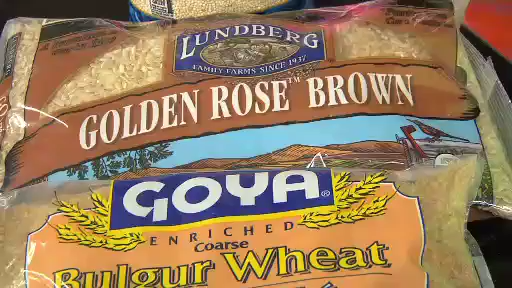 LUNDBERG
FAMILY FARMS SINCE 1937
GOLDEN ROSE™ BROWN
GOYA®
ENRICHED
Coarse
Bulgur Wheat